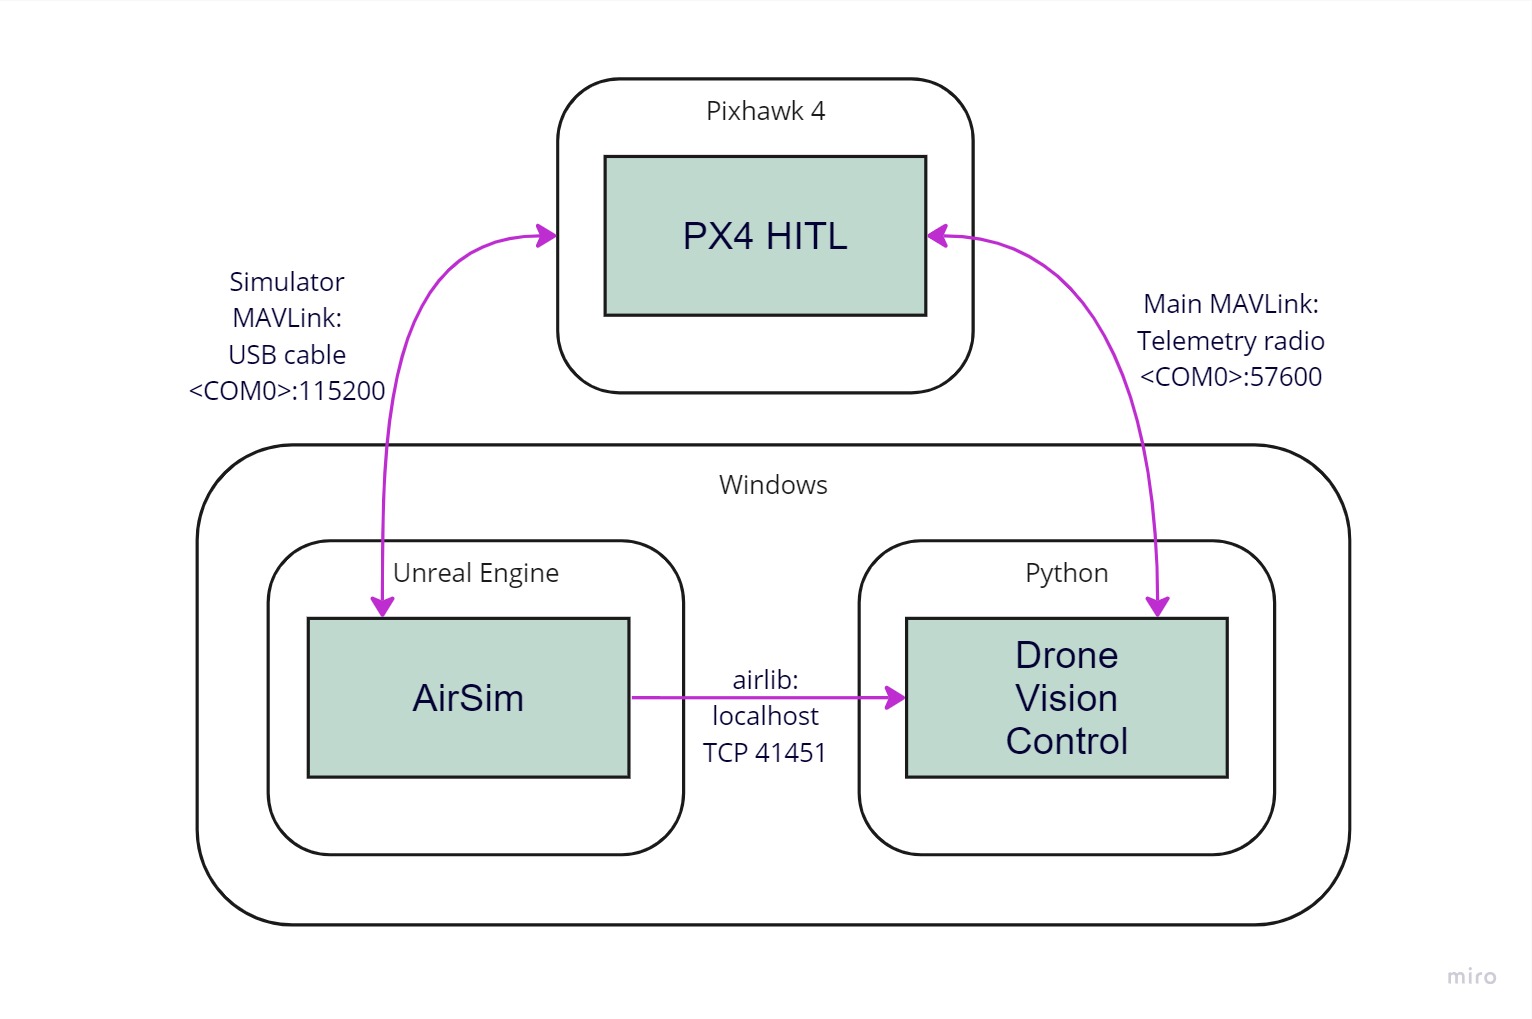 Pixhawk 4
PX4 HITL
Simulator
MAVLink:
USB cable
<COM0>:115200
Main MAVLink:
Telemetry radio
<COM0>:57600
Windows
Unreal Engine
Python
AirSim
airlib:
localhost
TCP 41451
Drone
Vision
Control
miro